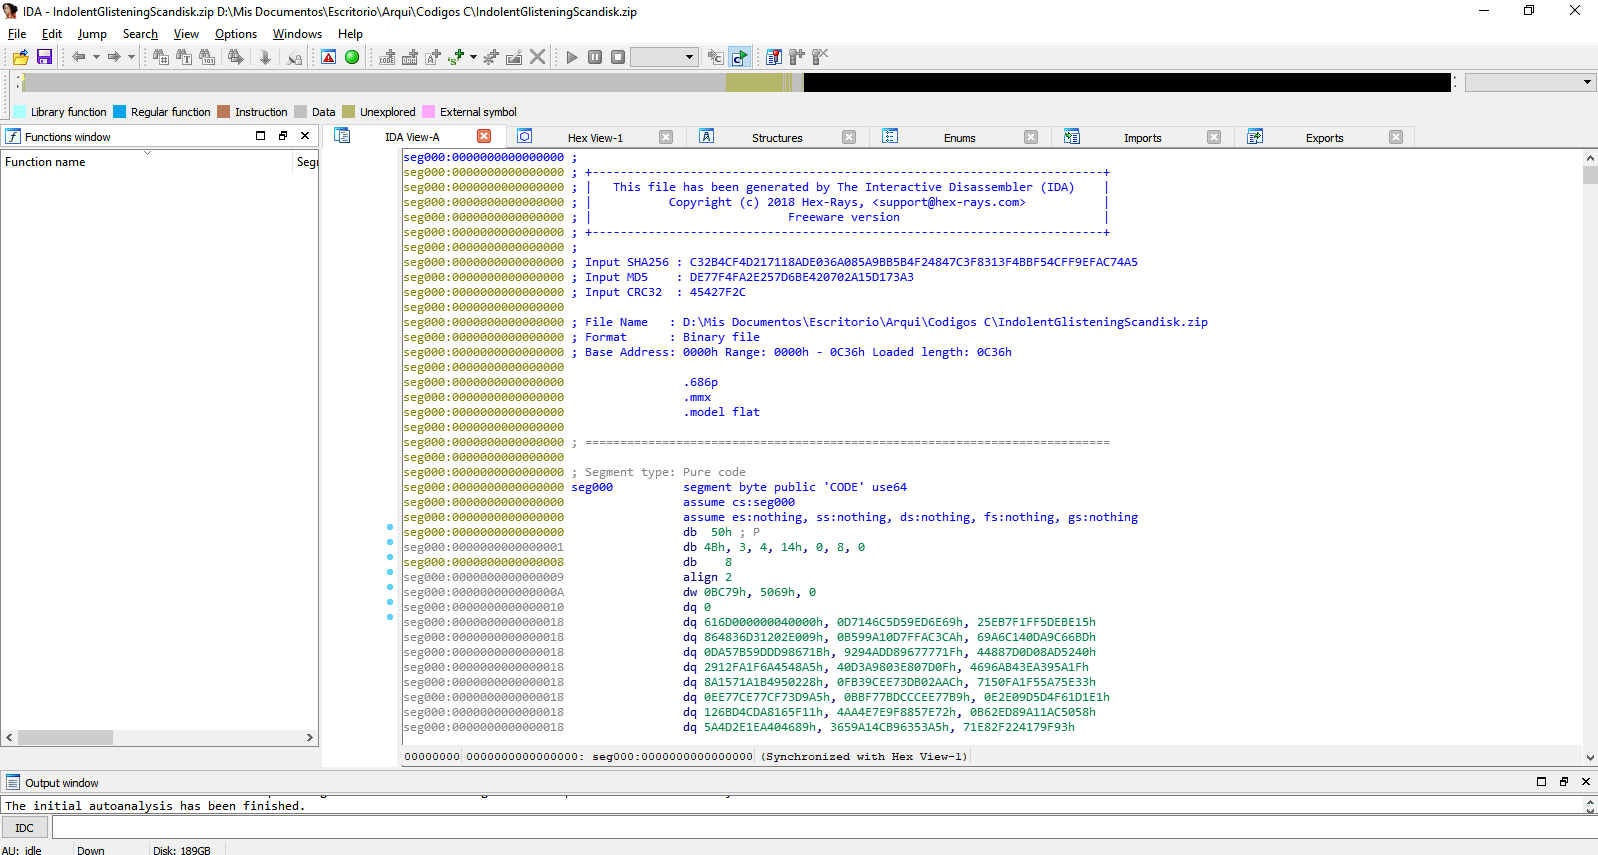 IDA - IndolentGlisteningScandisk.zip D:\Mis Documentos\Escritorio\Arqui\Codigos C\IndolentGlisteningScandisk.zip
File Edit Jump Search View Options Windows Help
Library function Regular function Instruction Data Unexplored External symbol
Functions window
IDA View-A Hex View-1 Structures Enums Imports Exports
Function name Segi
seg000:0000000000000000 ;
seg000:0000000000000000 ; +-------------------------------------------------------------------------+
seg000:0000000000000000 ; | This file has been generated by The Interactive Disassembler (IDA) |
seg000:0000000000000000 ; | Copyright (c) 2018 Hex-Rays, <support@hex-rays.com> |
seg000:0000000000000000 ; | Freeware version |
seg000:0000000000000000 ; +-------------------------------------------------------------------------+
seg000:0000000000000000 ;
seg000:0000000000000000 ; Input SHA256 : C32B4CF4D217118ADE036A085A9BB5B4F24847C3F8313F4BBF54CFF9EFAC74A5
seg000:0000000000000000 ; Input MD5 : DE77F4FA2E257D6BE420702A15D173A3
seg000:0000000000000000 ; Input CRC32 : 45427F2C
seg000:0000000000000000
seg000:0000000000000000 ; File Name : D:\Mis Documentos\Escritorio\Arqui\Codigos C\IndolentGlisteningScandisk.zip
seg000:0000000000000000 ; Format : Binary file
seg000:0000000000000000 ; Base Address: 0000h Range: 0000h - 0C36h Loaded length: 0C36h
seg000:0000000000000000
seg000:0000000000000000 .686p
seg000:0000000000000000 .mmx
seg000:0000000000000000 .model flat
seg000:0000000000000000
seg000:0000000000000000 ; ===========================================================================
seg000:0000000000000000
seg000:0000000000000000 ; Segment type: Pure code
seg000:0000000000000000 seg000 segment byte public 'CODE' use64
seg000:0000000000000000 assume cs:seg000
seg000:0000000000000000 assume es:nothing, ss:nothing, ds:nothing, fs:nothing, gs:nothing
seg000:0000000000000000 db 50h ; P
seg000:0000000000000001 db 4Bh, 3, 4, 14h, 0, 8, 0
seg000:0000000000000008 db 8
seg000:0000000000000009 align 2
seg000:000000000000000A dw 0BC79h, 5069h, 0
seg000:0000000000000010 dq 0
seg000:0000000000000018 dq 616D000000040000h, 0D7146C5D59ED6E69h, 25EB7F1FF5DEBE15h
seg000:0000000000000018 dq 864836D31202E009h, 0B599A10D7FFAC3CAh, 69A6C140DA9C66BDh
seg000:0000000000000018 dq 0DA57B59DDD98671Bh, 9294ADD89677771Fh, 44887D0D08AD5240h
seg000:0000000000000018 dq 2912FA1F6A4548A5h, 40D3A9803E807D0Fh, 4696AB43EA395A1Fh
seg000:0000000000000018 dq 8A1571A1B4950228h, 0FB39CEE73DB02AACh, 7150FA1F55A75E33h
seg000:0000000000000018 dq 0EE77CE77CF73D9A5h, 0BBF77BDCCCEE77B9h, 0E2E09D5D4F61D1E1h
seg000:0000000000000018 dq 126BD4CDA8165F11h, 4AA4E7E9F8857E72h, 0B62ED89A11AC5058h
seg000:0000000000000018 dq 5A4D2E1EA404689h, 3659A14CB96353A5h, 71E82F224179F93h
00000000 0000000000000000: seg000:0000000000000000 (Synchronized with Hex View-1)
Output window
The initial autoanalysis has been finished.
IDC
AU: idle Down Disk: 189GB